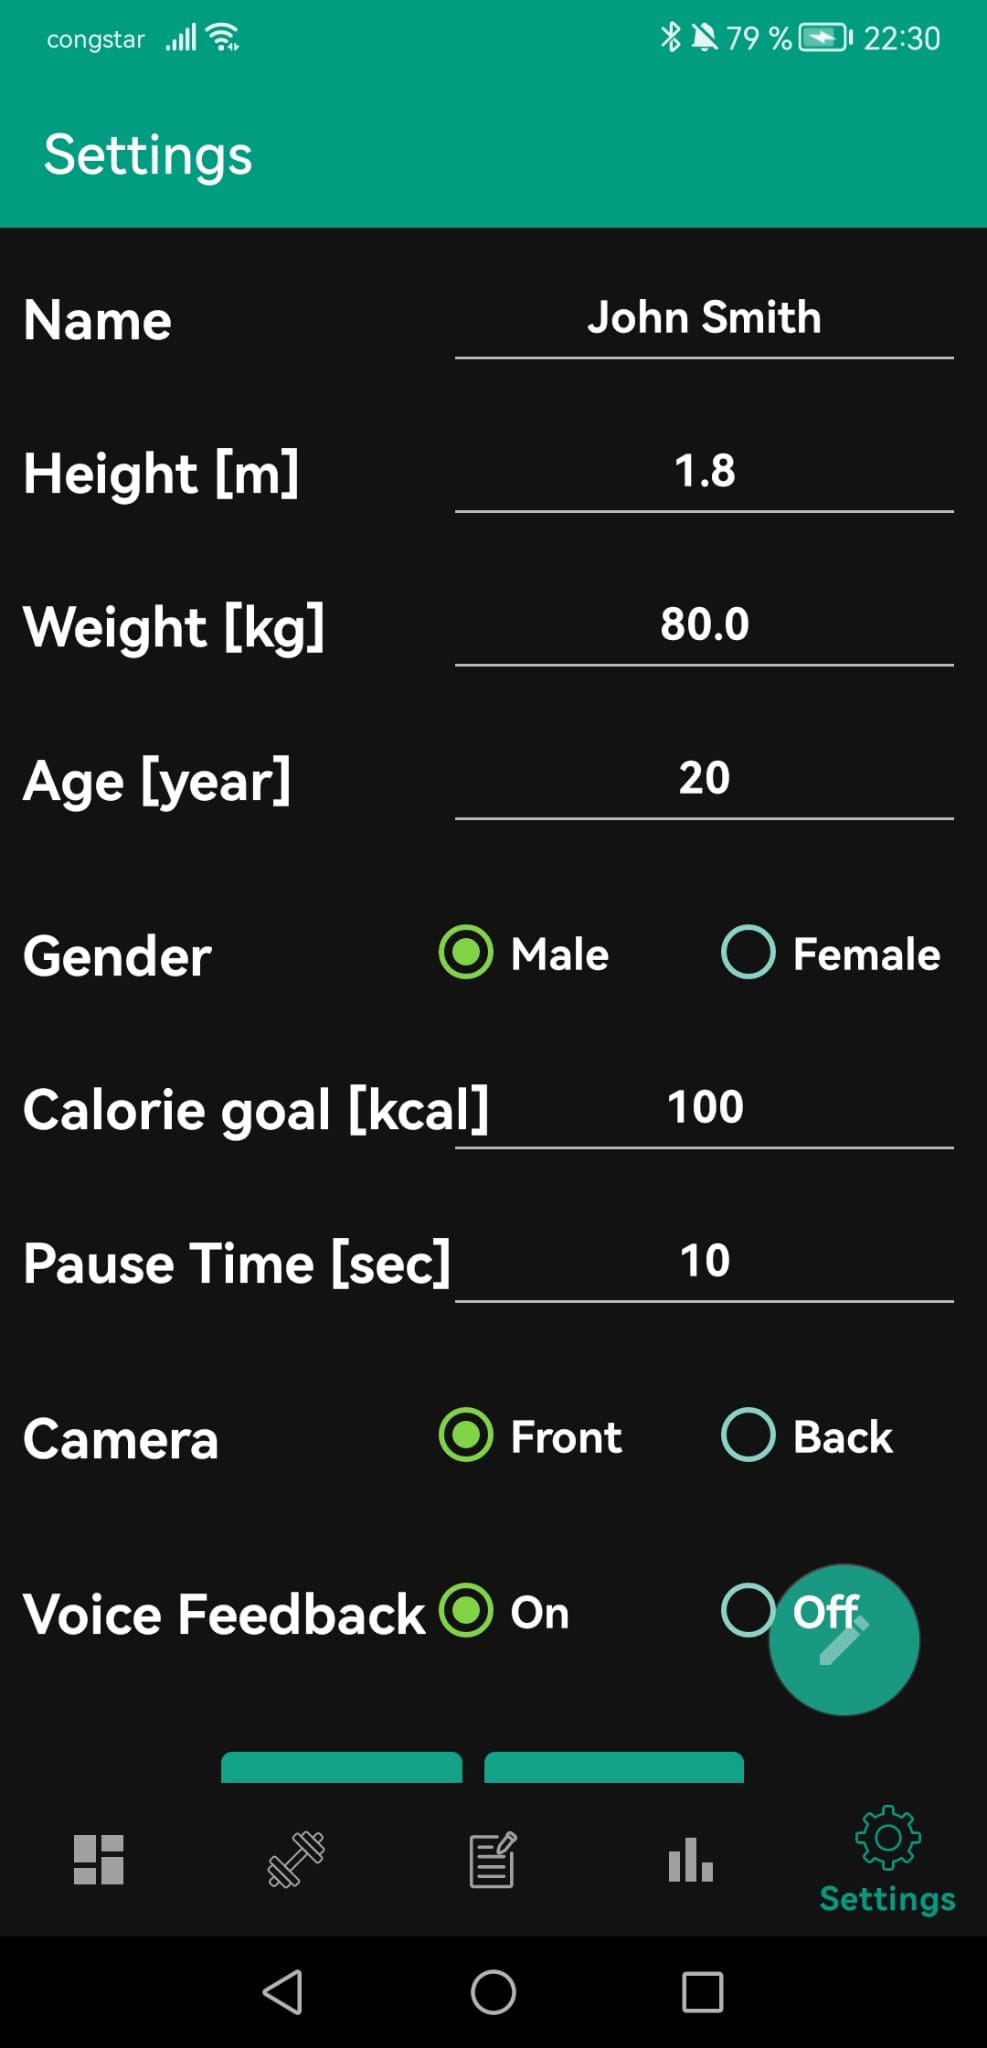 congstar 79 % 22:30
Settings
Name John Smith
Height [m] 1.8
Weight [kg] 80.0
Age [year] 20
Gender Male Female
Calorie goal [kcal] 100
Pause Time [sec] 10
Camera Front Back
Voice Feedback On Off
Settings